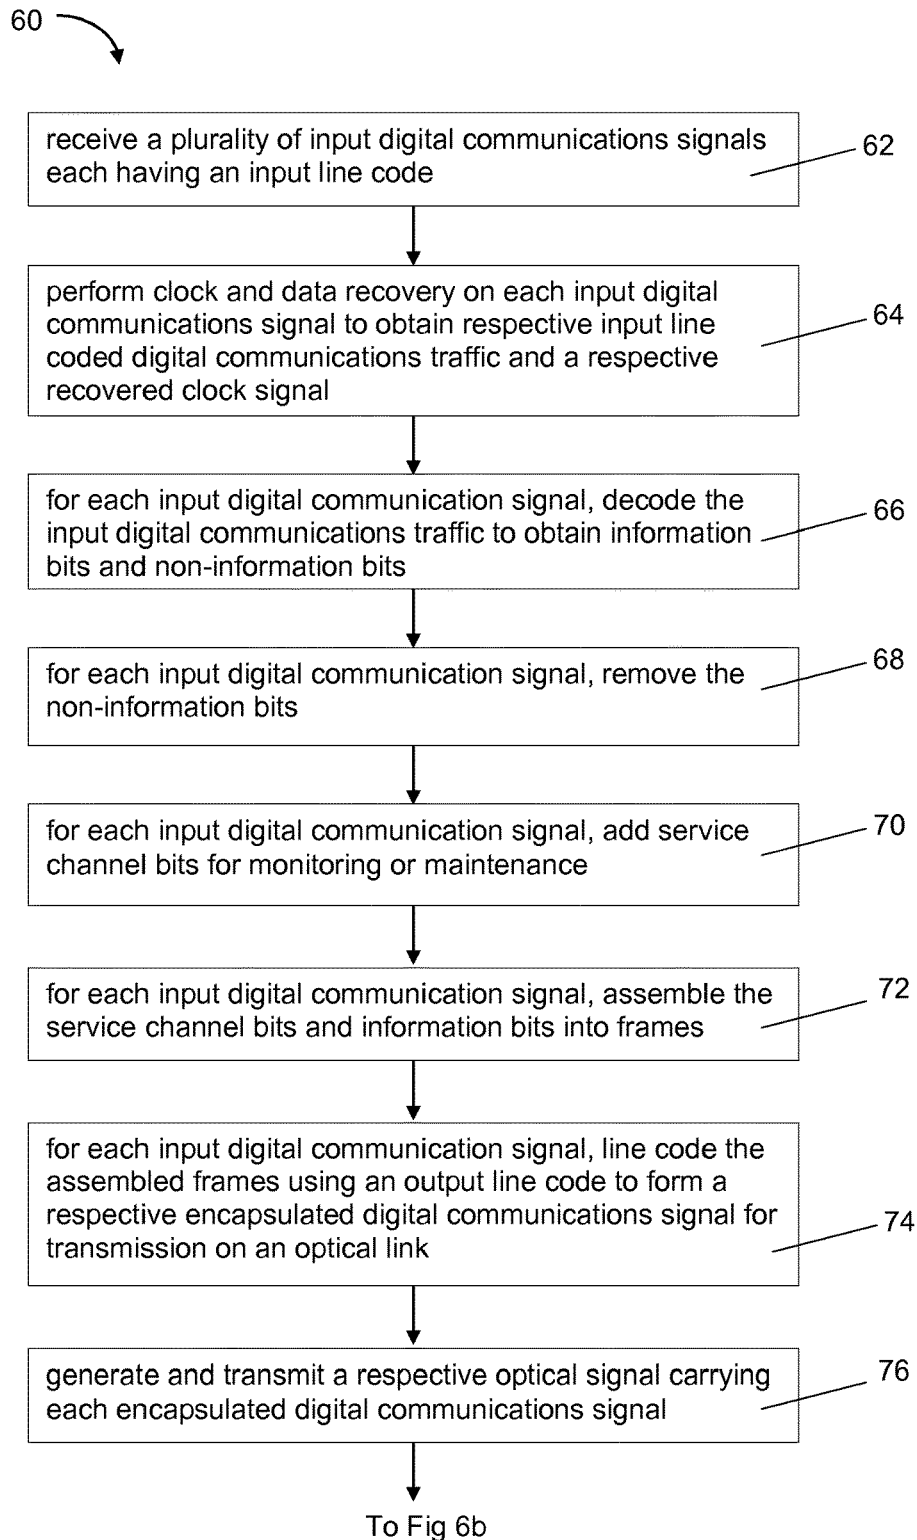 60
receive a plurality of input digital communications signals
each having an input line code
62
perform clock and data recovery on each input digital
communications signal to obtain respective input line
coded digital communications traffic and a respective
recovered clock signal
64
for each input digital communication signal, decode the
input digital communications traffic to obtain information
bits and non-information bits
66
for each input digital communication signal, remove the
non-information bits
68
for each input digital communication signal, add service
channel bits for monitoring or maintenance
70
for each input digital communication signal, assemble the
service channel bits and information bits into frames
72
for each input digital communication signal, line code the
assembled frames using an output line code to form a
respective encapsulated digital communications signal for
transmission on an optical link
74
generate and transmit a respective optical signal carrying
each encapsulated digital communications signal
76
To Fig 6b